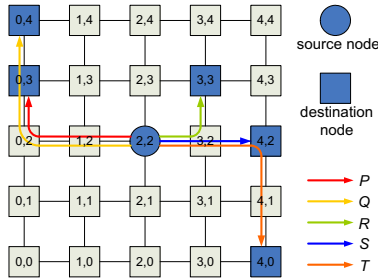 0,4 1,4 2,4 3,4 4,4
source node
0,3 1,3 2,3 3,3 4,3
destination
node
0,2 1,2 2,2 3,2 4,2
P
0,1 1,1 2,1 3,1 4,1
Q
R
S
0,0 1,0 2,0 3,0 4,0
T